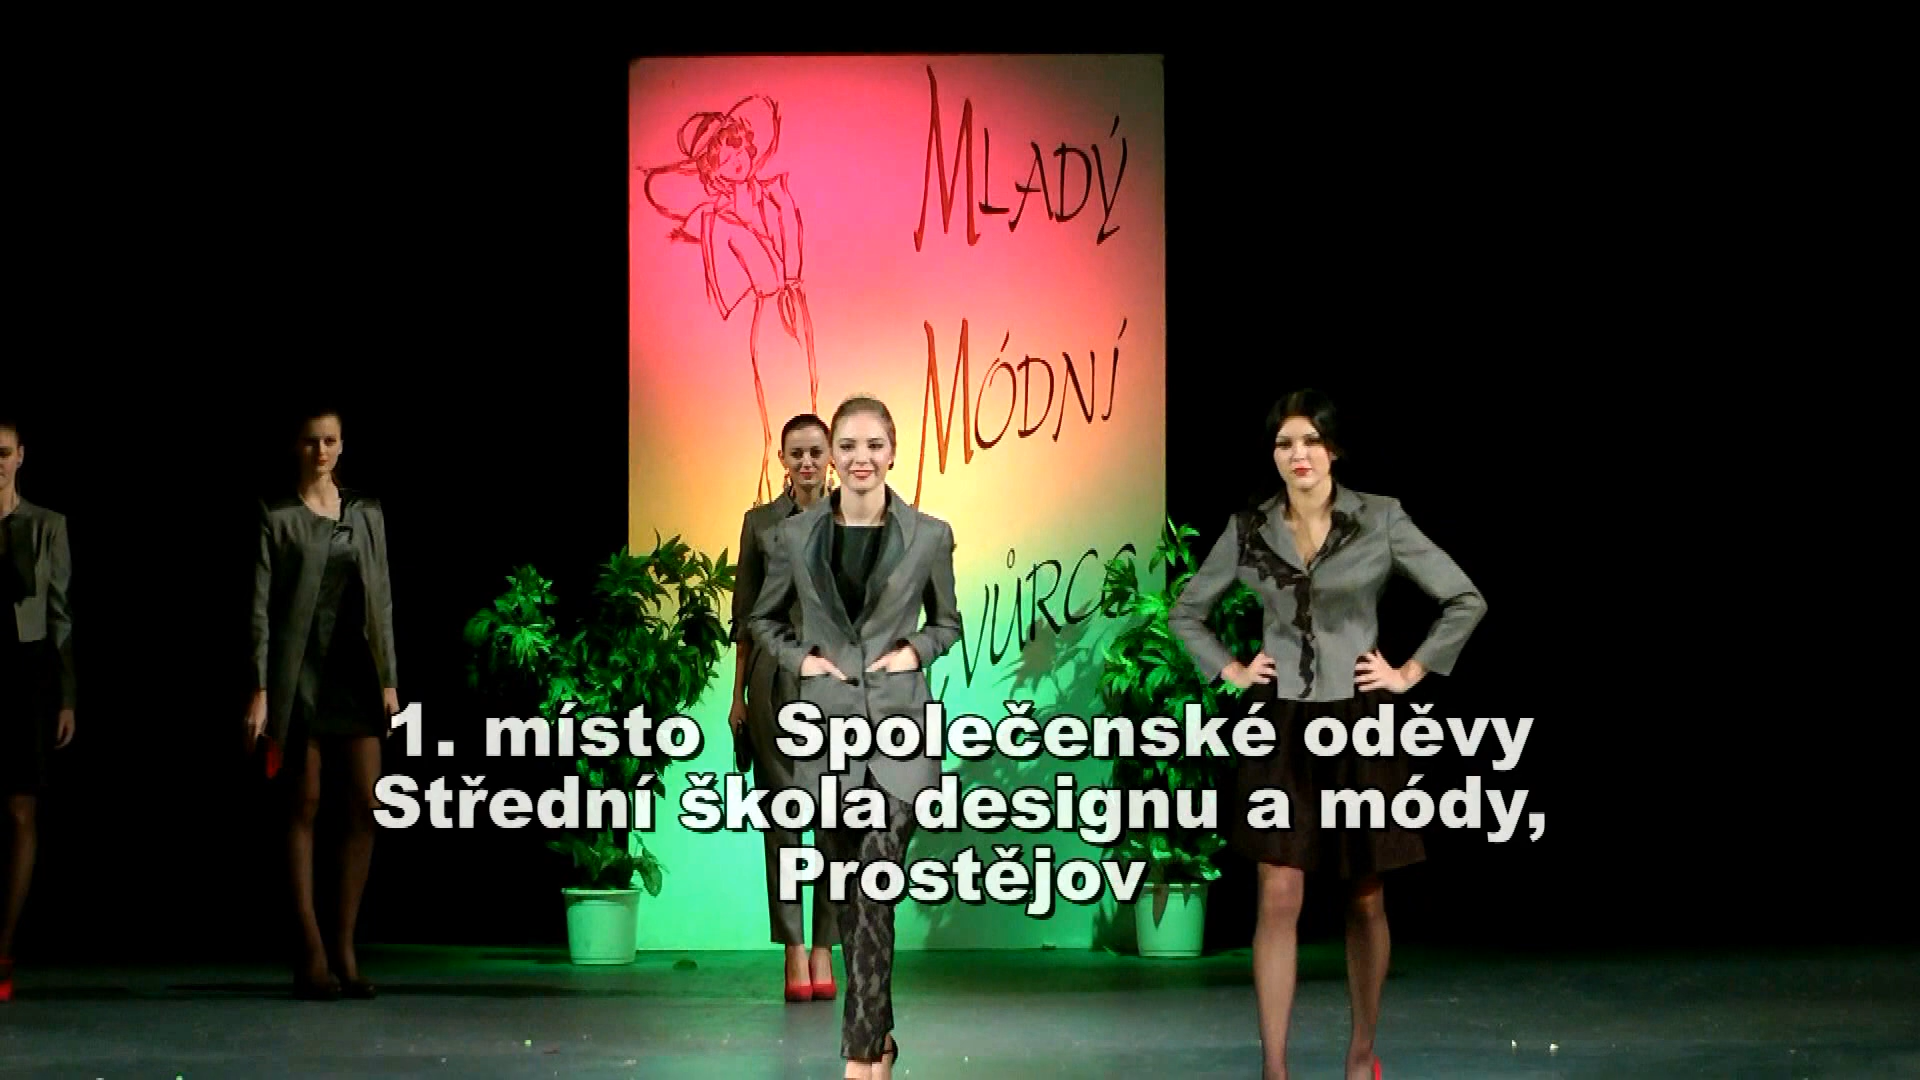 MLADÝ
MÓDNÍ
1. místo Společenské oděvy
Střední škola designu a módy,
Prostějov